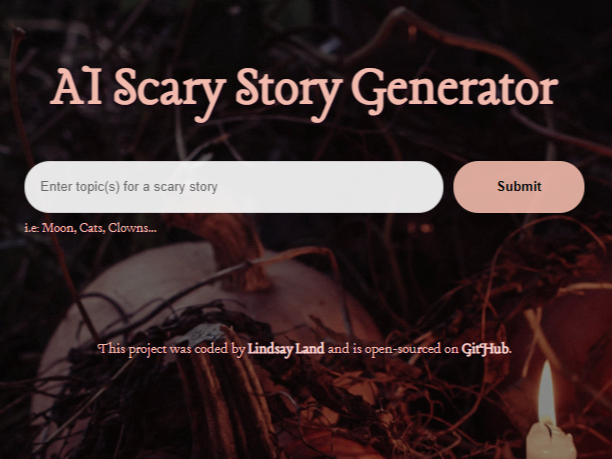 AI Scary Story Generator
Enter topic(s) for a scary story
Submit
i.e: Moon, Cats, Clowns...
This project was coded by Lindsay Land and is open-sourced on GitHub.